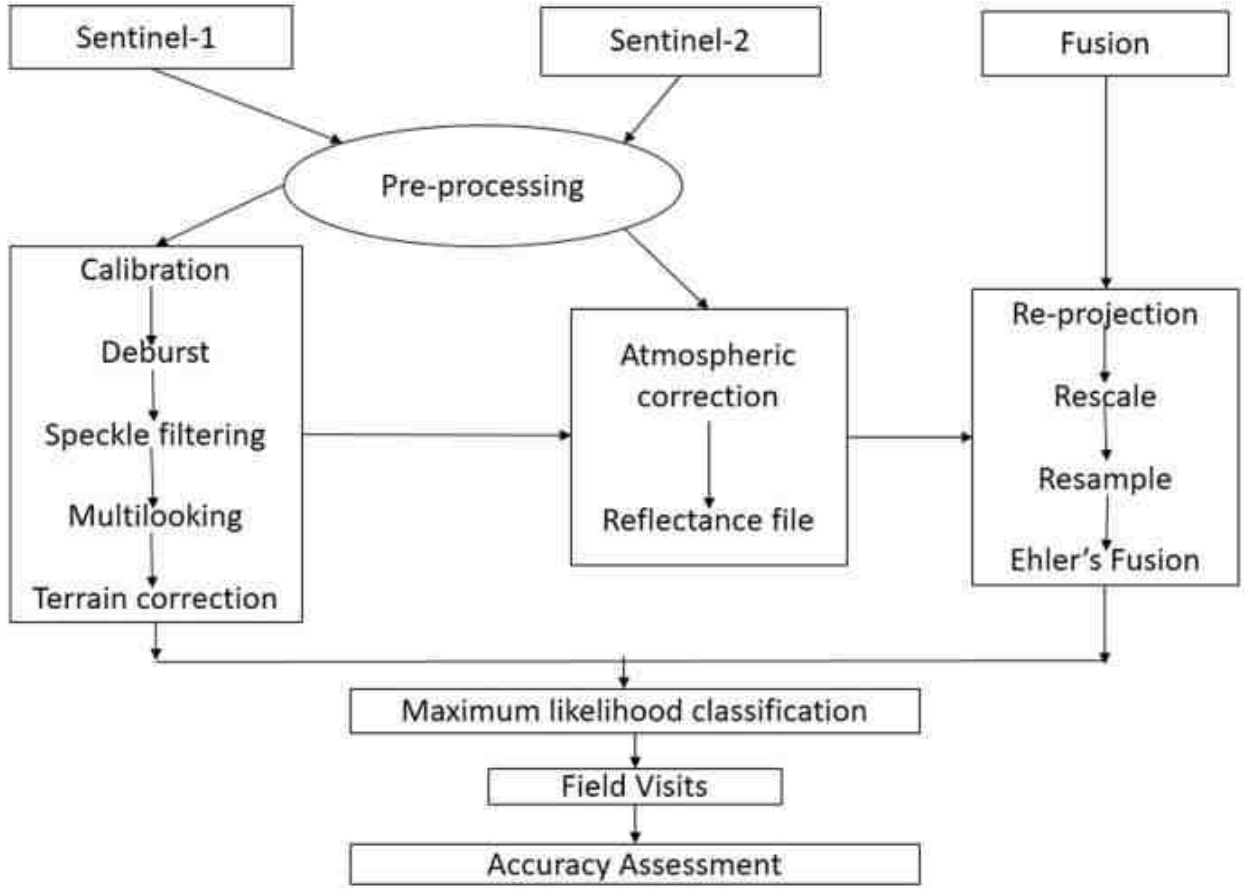 Sentinel-1
Sentinel-2
Fusion
Pre-processing
Calibration
Deburst
Speckle filtering
Multilooking
Terrain correction
Atmospheric
correction
Reflectance file
Re-projection
Rescale
Resample
Ehler's Fusion
Maximum likelihood classification
Field Visits
Accuracy Assessment